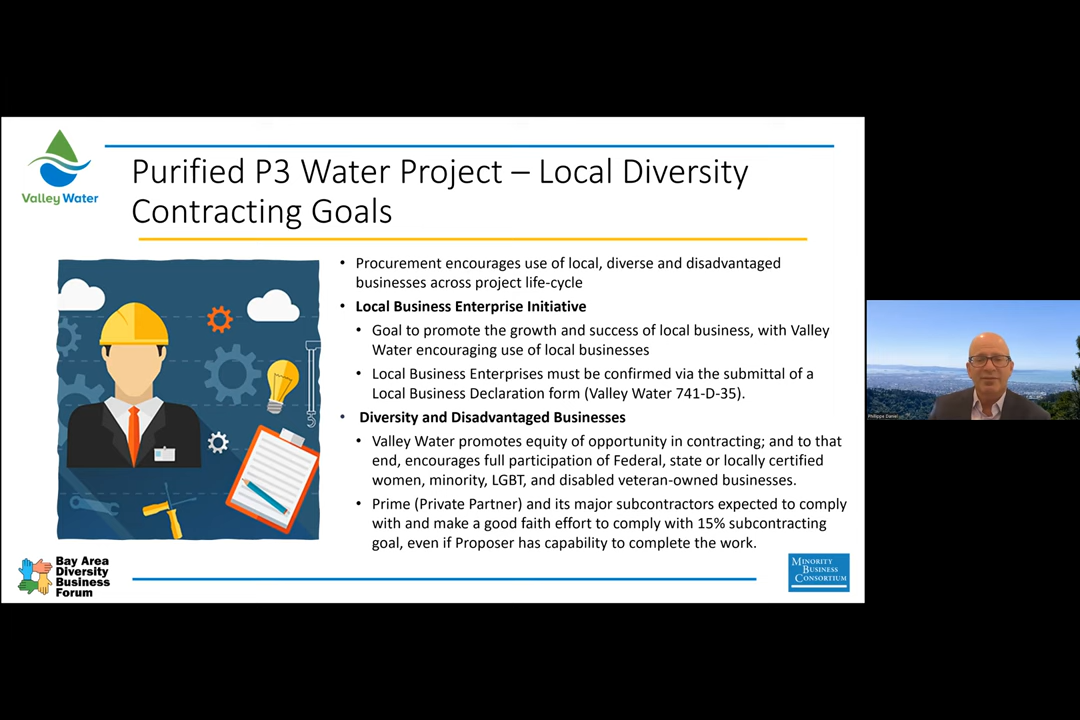 Valley Water
Purified P3 Water Project – Local Diversity
Contracting Goals
• Procurement encourages use of local, diverse and disadvantaged
businesses across project life-cycle
• Local Business Enterprise Initiative
• Goal to promote the growth and success of local business, with Valley
Water encouraging use of local businesses
• Local Business Enterprises must be confirmed via the submittal of a
Local Business Declaration form (Valley Water 741-D-35).
• Diversity and Disadvantaged Businesses
• Valley Water promotes equity of opportunity in contracting; and to that
end, encourages full participation of Federal, state or locally certified
women, minority, LGBT, and disabled veteran-owned businesses.
• Prime (Private Partner) and its major subcontractors expected to comply
with and make a good faith effort to comply with 15% subcontracting
goal, even if Proposer has capability to complete the work.
Bay Area
Diversity
Business
Forum
Minority
Business
Consortium
Philippe Daniel